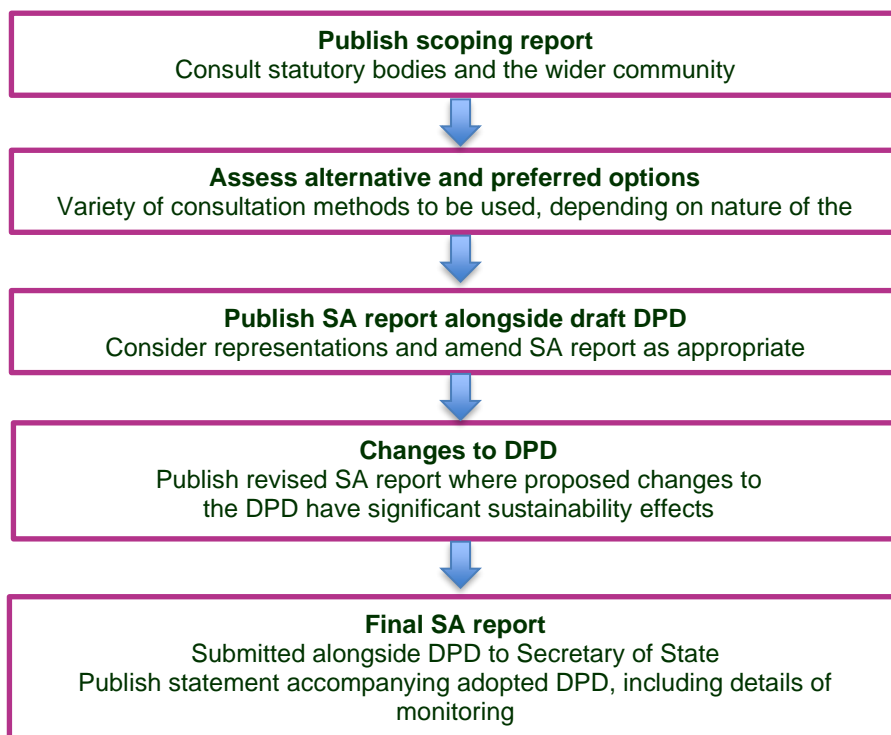 Publish scoping report
Consult statutory bodies and the wider community
Assess alternative and preferred options
Variety of consultation methods to be used, depending on nature of the
Publish SA report alongside draft DPD
Consider representations and amend SA report as appropriate
Changes to DPD
Publish revised SA report where proposed changes to
the DPD have significant sustainability effects
Final SA report
Submitted alongside DPD to Secretary of State
Publish statement accompanying adopted DPD, including details of
monitoring